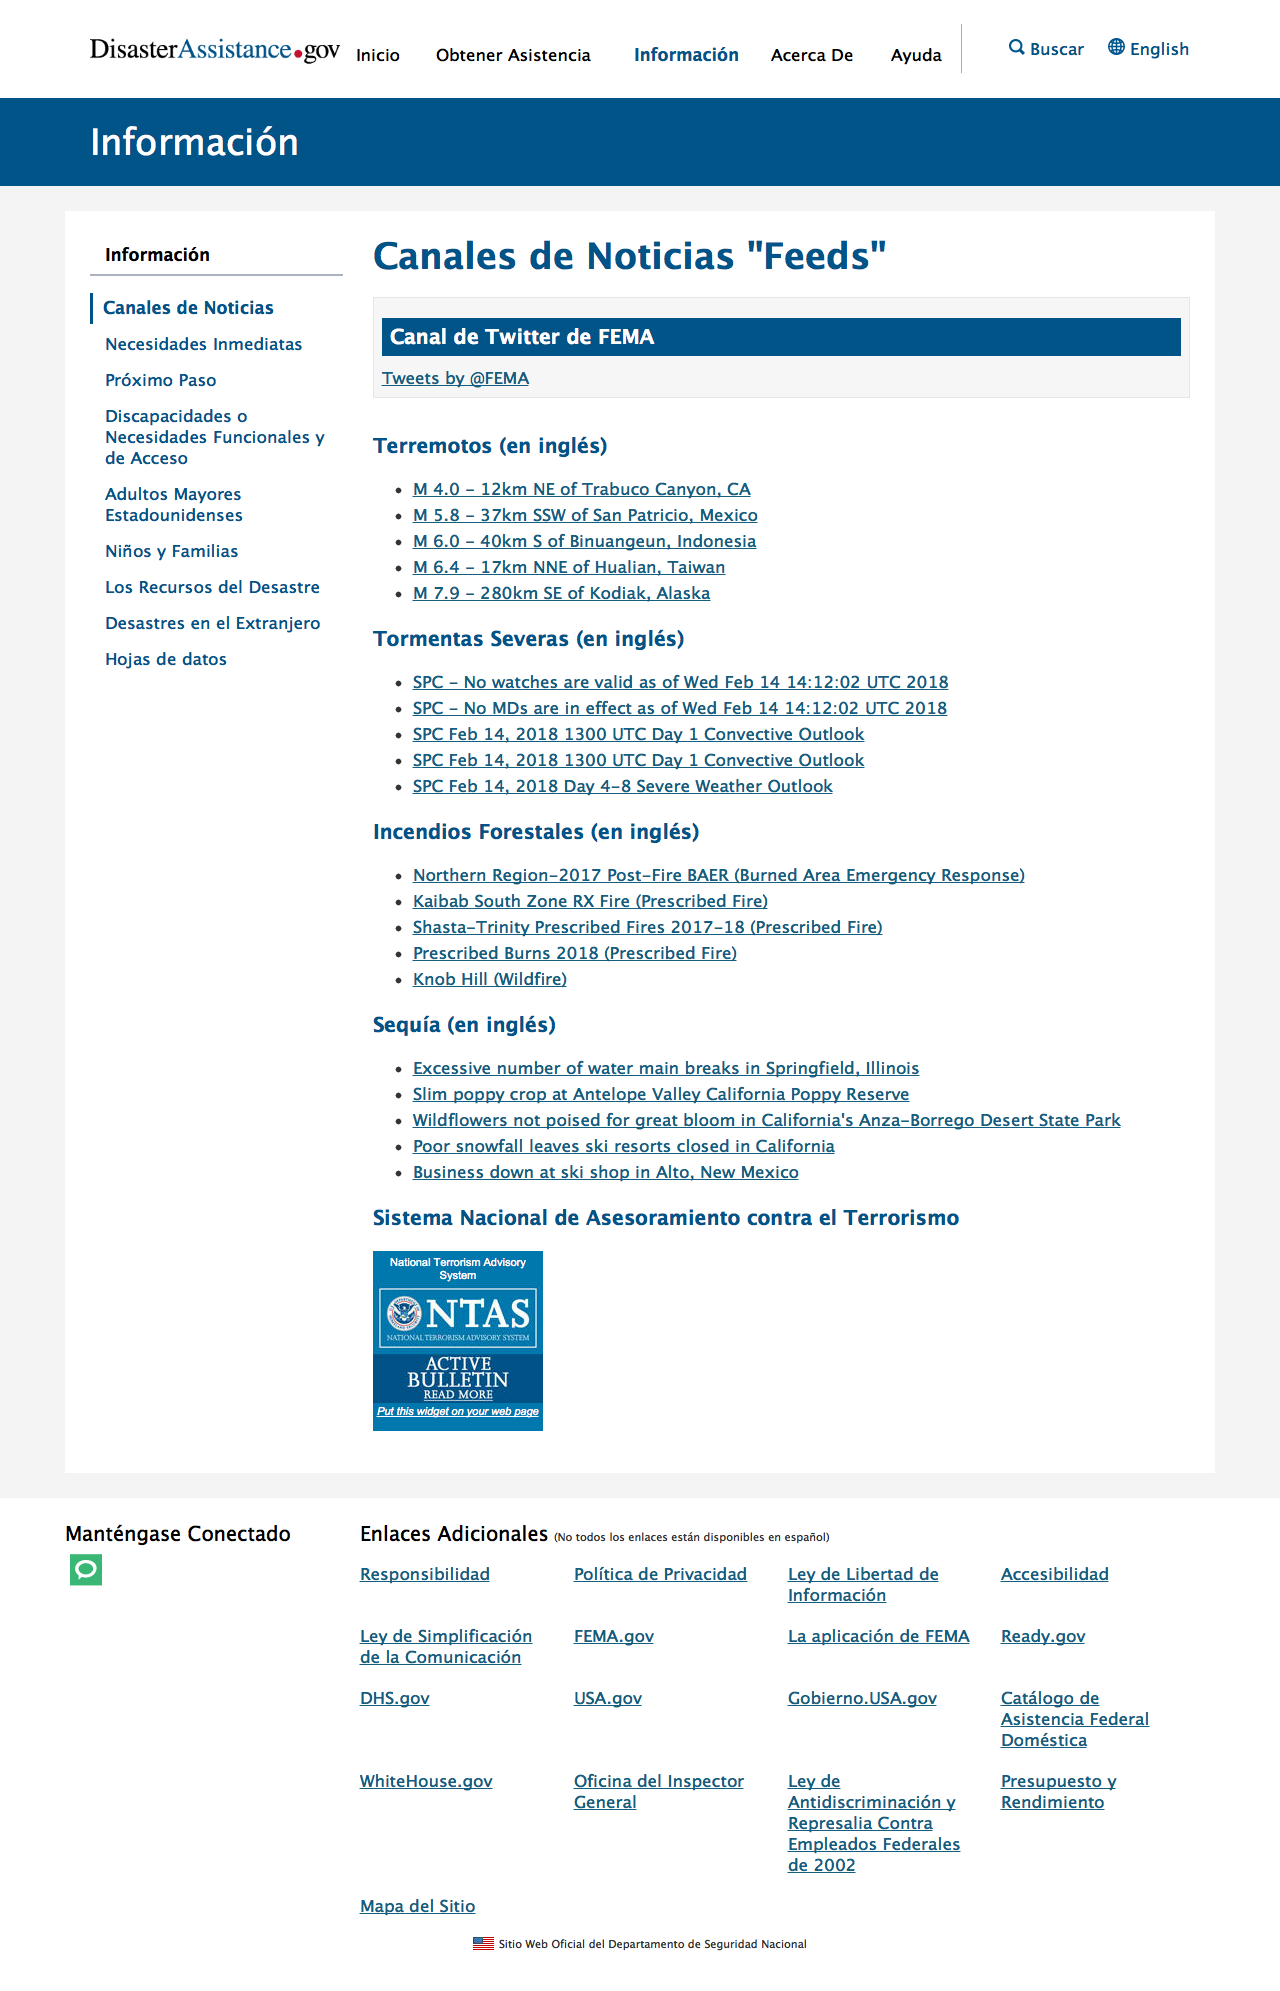 DisasterAssistance.gov
Inicio
Obtener Asistencia
Información
Acerca De
Ayuda
Buscar
English
Información
Información
Canales de Noticias
Necesidades Inmediatas
Próximo Paso
Discapacidades o
Necesidades Funcionales y
de Acceso
Adultos Mayores
Estadounidenses
Niños y Familias
Los Recursos del Desastre
Desastres en el Extranjero
Hojas de datos
Canales de Noticias "Feeds"
Canal de Twitter de FEMA
Tweets by @FEMA
Terremotos (en inglés)
M 4.0 - 12km NE of Trabuco Canyon, CA
M 5.8 - 37km SSW of San Patricio, Mexico
M 6.0 - 40km S of Binuangeun, Indonesia
M 6.4 - 17km NNE of Hualian, Taiwan
M 7.9 - 280km SE of Kodiak, Alaska
Tormentas Severas (en inglés)
SPC - No watches are valid as of Wed Feb 14 14:12:02 UTC 2018
SPC - No MDs are in effect as of Wed Feb 14 14:12:02 UTC 2018
SPC Feb 14, 2018 1300 UTC Day 1 Convective Outlook
SPC Feb 14, 2018 1300 UTC Day 1 Convective Outlook
SPC Feb 14, 2018 Day 4-8 Severe Weather Outlook
Incendios Forestales (en inglés)
Northern Region-2017 Post-Fire BAER (Burned Area Emergency Response)
Kaibab South Zone RX Fire (Prescribed Fire)
Shasta-Trinity Prescribed Fires 2017-18 (Prescribed Fire)
Prescribed Burns 2018 (Prescribed Fire)
Knob Hill (Wildfire)
Sequía (en inglés)
Excessive number of water main breaks in Springfield, Illinois
Slim poppy crop at Antelope Valley California Poppy Reserve
Wildflowers not poised for great bloom in California's Anza-Borrego Desert State Park
Poor snowfall leaves ski resorts closed in California
Business down at ski shop in Alto, New Mexico
Sistema Nacional de Asesoramiento contra el Terrorismo
National Terrorism Advisory
System
NTAS
NATIONAL TERRORISM ADVISORY SYSTEM
ACTIVE
BULLETIN
READ MORE
Put this widget on your web page
Manténgase Conectado
Enlaces Adicionales (No todos los enlaces están disponibles en español)
Responsibilidad
Política de Privacidad
Ley de Libertad de
Información
Accesibilidad
Ley de Simplificación
de la Comunicación
FEMA.gov
La aplicación de FEMA
Ready.gov
DHS.gov
USA.gov
Gobierno.USA.gov
Catálogo de
Asistencia Federal
Doméstica
WhiteHouse.gov
Oficina del Inspector
General
Ley de
Antidiscriminación y
Represalia Contra
Empleados Federales
de 2002
Presupuesto y
Rendimiento
Mapa del Sitio
Sitio Web Oficial del Departamento de Seguridad Nacional